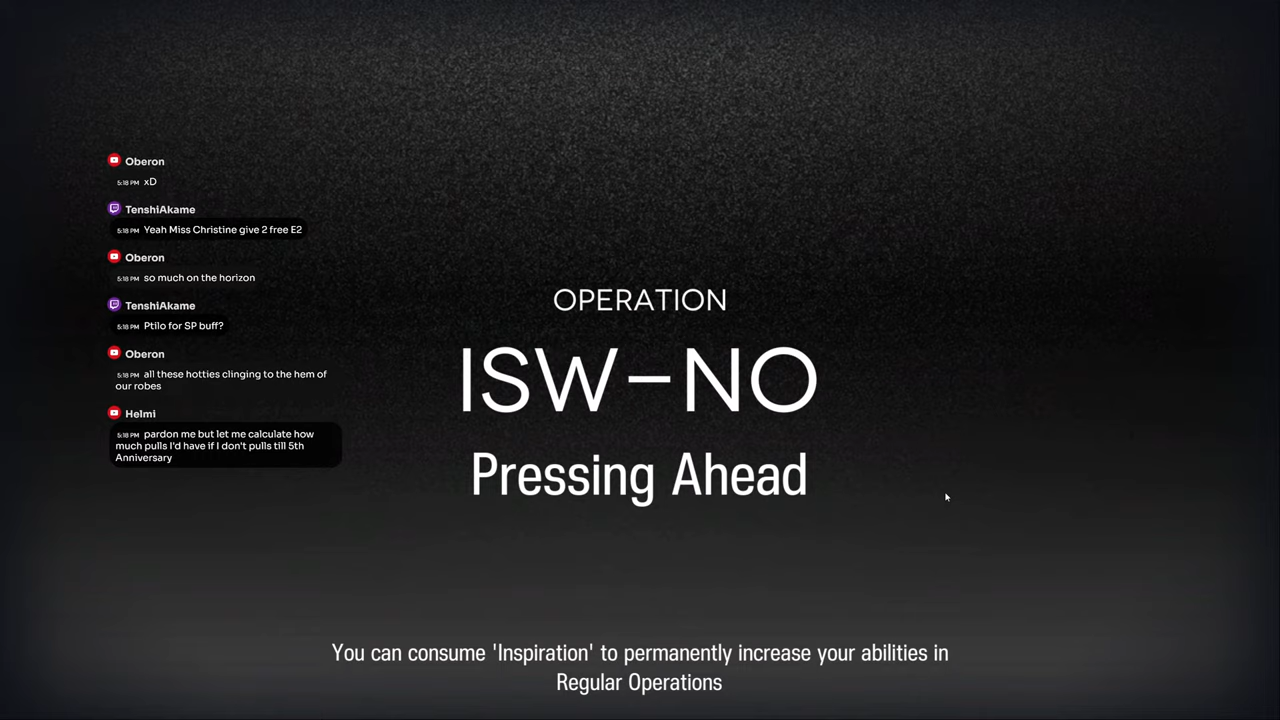 Oberon
5:18 PM xD
TenshiAkame
5:18 PM Yeah Miss Christine give 2 free E2
Oberon
5:18 PM so much on the horizon
TenshiAkame
5:18 PM Ptilo for SP buff?
Oberon
5:18 PM all these hotties clinging to the hem of
our robes
Helmi
5:18 PM pardon me but let me calculate how
much pulls I'd have if I don't pulls till 5th
Anniversary
OPERATION
ISW-NO
Pressing Ahead
You can consume 'Inspiration' to permanently increase your abilities in
Regular Operations